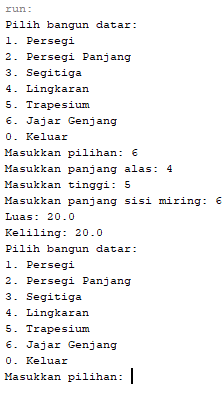 run:
Pilih bangun datar:
1. Persegi
2. Persegi Panjang
3. Segitiga
4. Lingkaran
5. Trapesium
6. Jajar Genjang
0. Keluar
Masukkan pilihan: 6
Masukkan panjang alas: 4
Masukkan tinggi: 5
Masukkan panjang sisi miring: 6
Luas: 20.0
Keliling: 20.0
Pilih bangun datar:
1. Persegi
2. Persegi Panjang
3. Segitiga
4. Lingkaran
5. Trapesium
6. Jajar Genjang
0. Keluar
Masukkan pilihan: